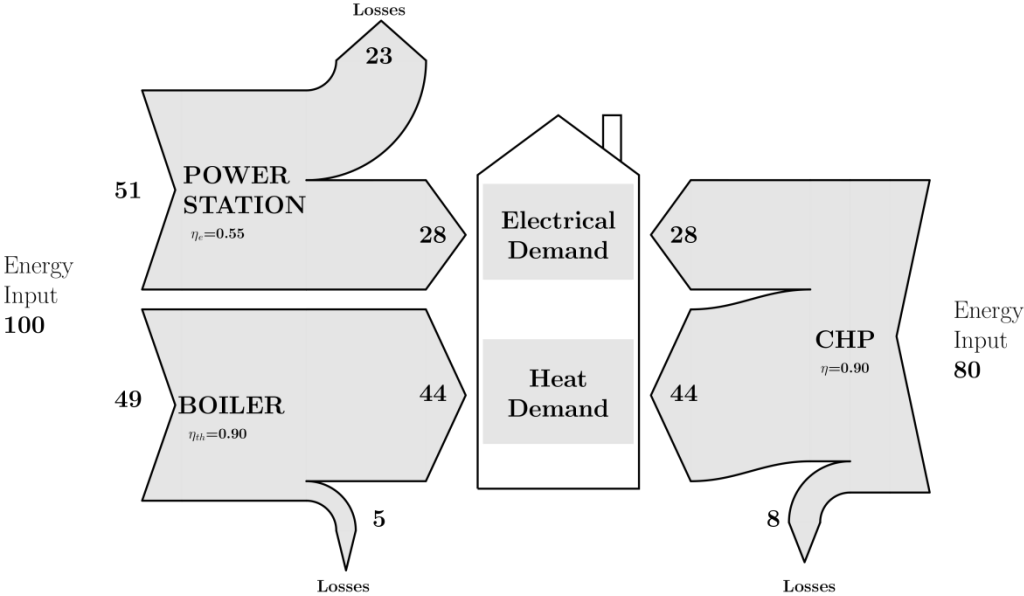 Losses
23
POWER
STATION
ηₑ=0.55
51
28
Energy
Input
100
49
BOILER
ηₜₕ=0.90
44
5
Losses
Electrical
Demand
Heat
Demand
28
44
CHP
η=0.90
8
Losses
Energy
Input
80